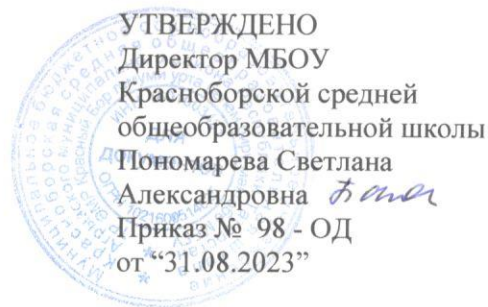 УТВЕРЖДЕНО
Директор МБОУ
Красноборской средней
общеобразовательной школы
Пономарева Светлана
Александровна
Приказ № 98 - ОД
от “31.08.2023”